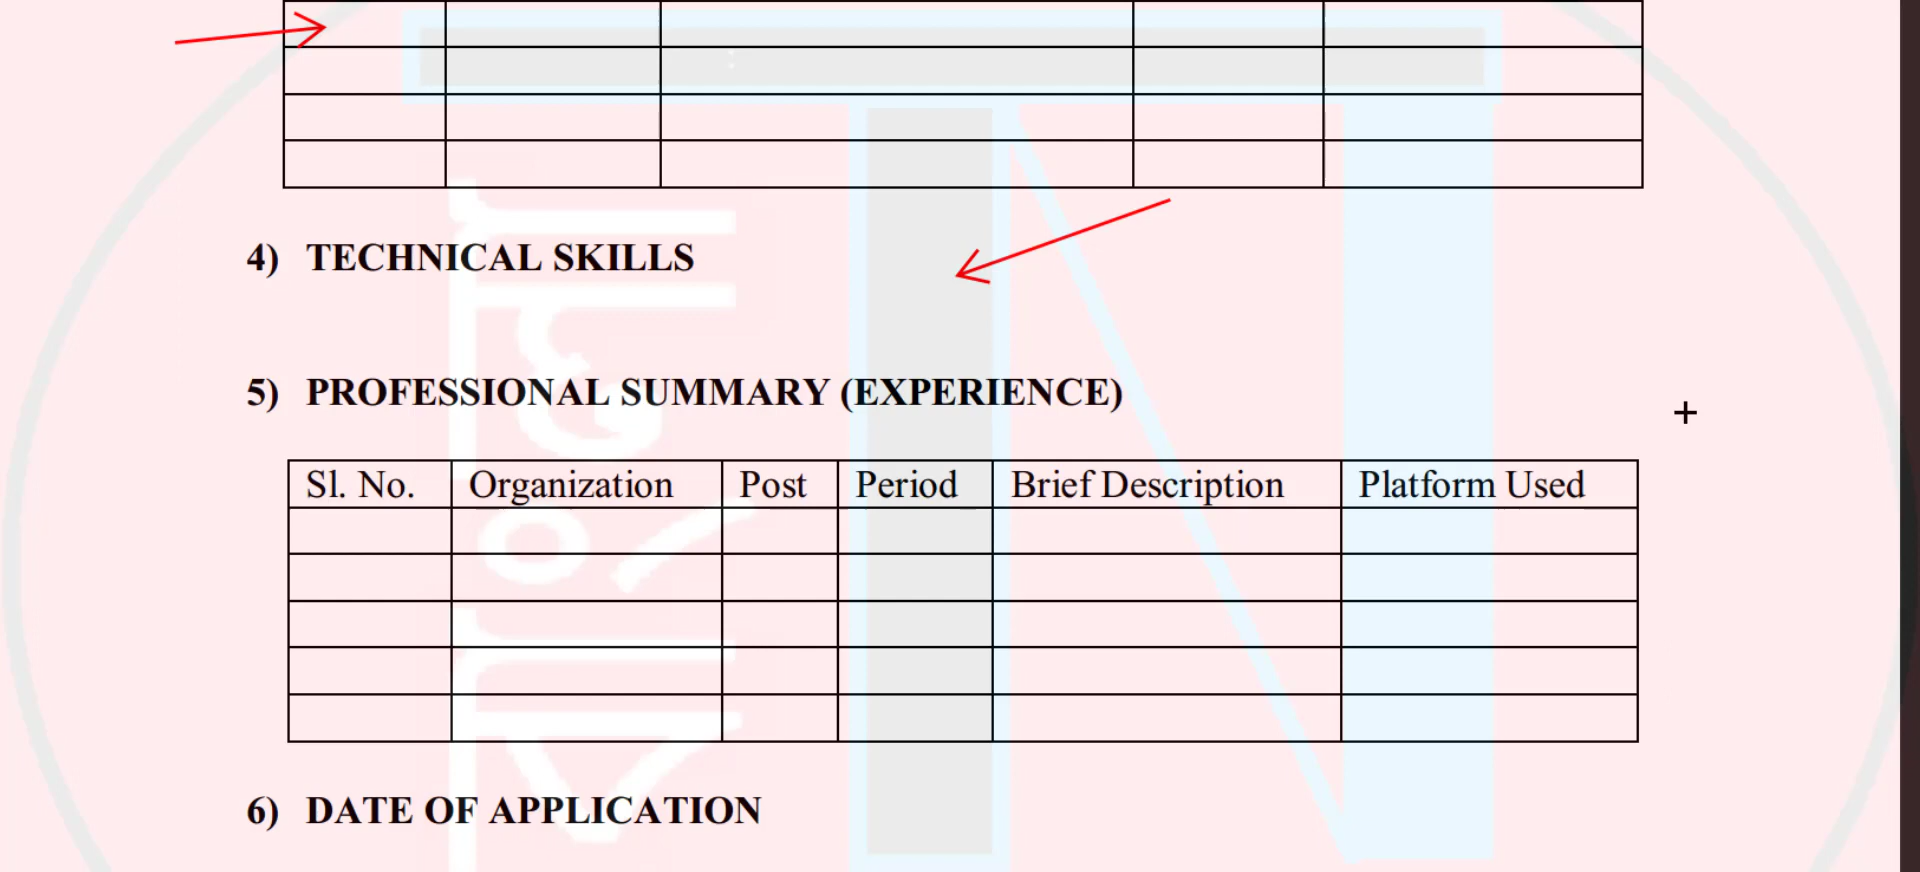 4) TECHNICAL SKILLS
5) PROFESSIONAL SUMMARY (EXPERIENCE)
Sl. No. Organization Post Period Brief Description Platform Used
6) DATE OF APPLICATION